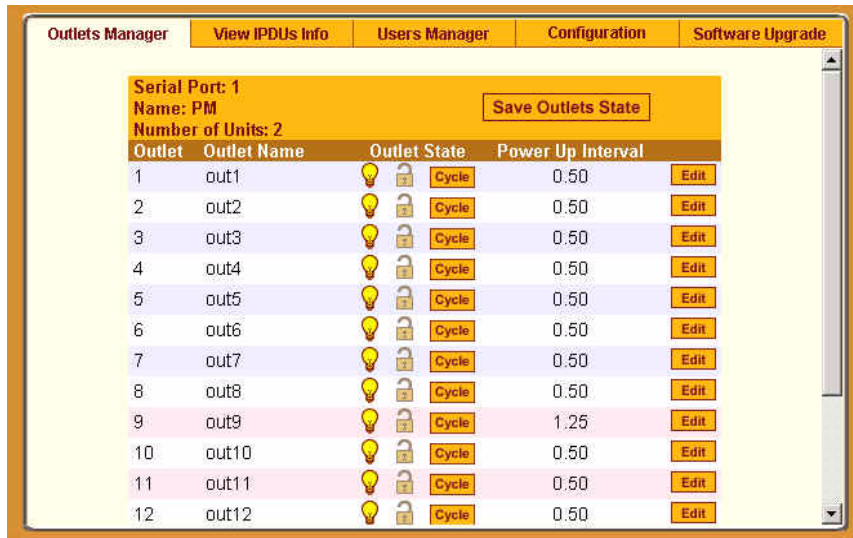 Outlets Manager View IPDUs Info Users Manager Configuration Software Upgrade
Serial Port: 1
Name: PM
Save Outlets State
Number of Units: 2
Outlet Outlet Name Outlet State Power Up Interval
1 out1 Cycle 0.50 Edit
2 out2 Cycle 0.50 Edit
3 out3 Cycle 0.50 Edit
4 out4 Cycle 0.50 Edit
5 out5 Cycle 0.50 Edit
6 out6 Cycle 0.50 Edit
7 out7 Cycle 0.50 Edit
8 out8 Cycle 0.50 Edit
9 out9 Cycle 1.25 Edit
10 out10 Cycle 0.50 Edit
11 out11 Cycle 0.50 Edit
12 out12 Cycle 0.50 Edit